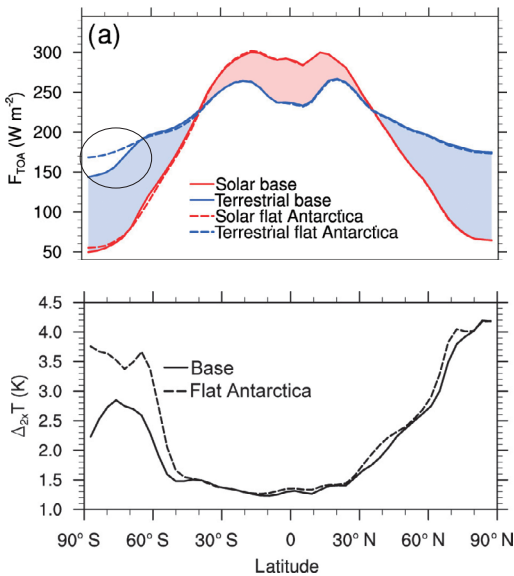 (a)
300
250
200
150
100
50
F_TOA (W m⁻²)
Solar base
Terrestrial base
Solar flat Antarctica
Terrestrial flat Antarctica
4.5
4.0
3.5
3.0
2.5
2.0
1.5
1.0
Δ₂ₓT (K)
Base
Flat Antarctica
90° S 60° S 30° S 0 30° N 60° N 90° N
Latitude